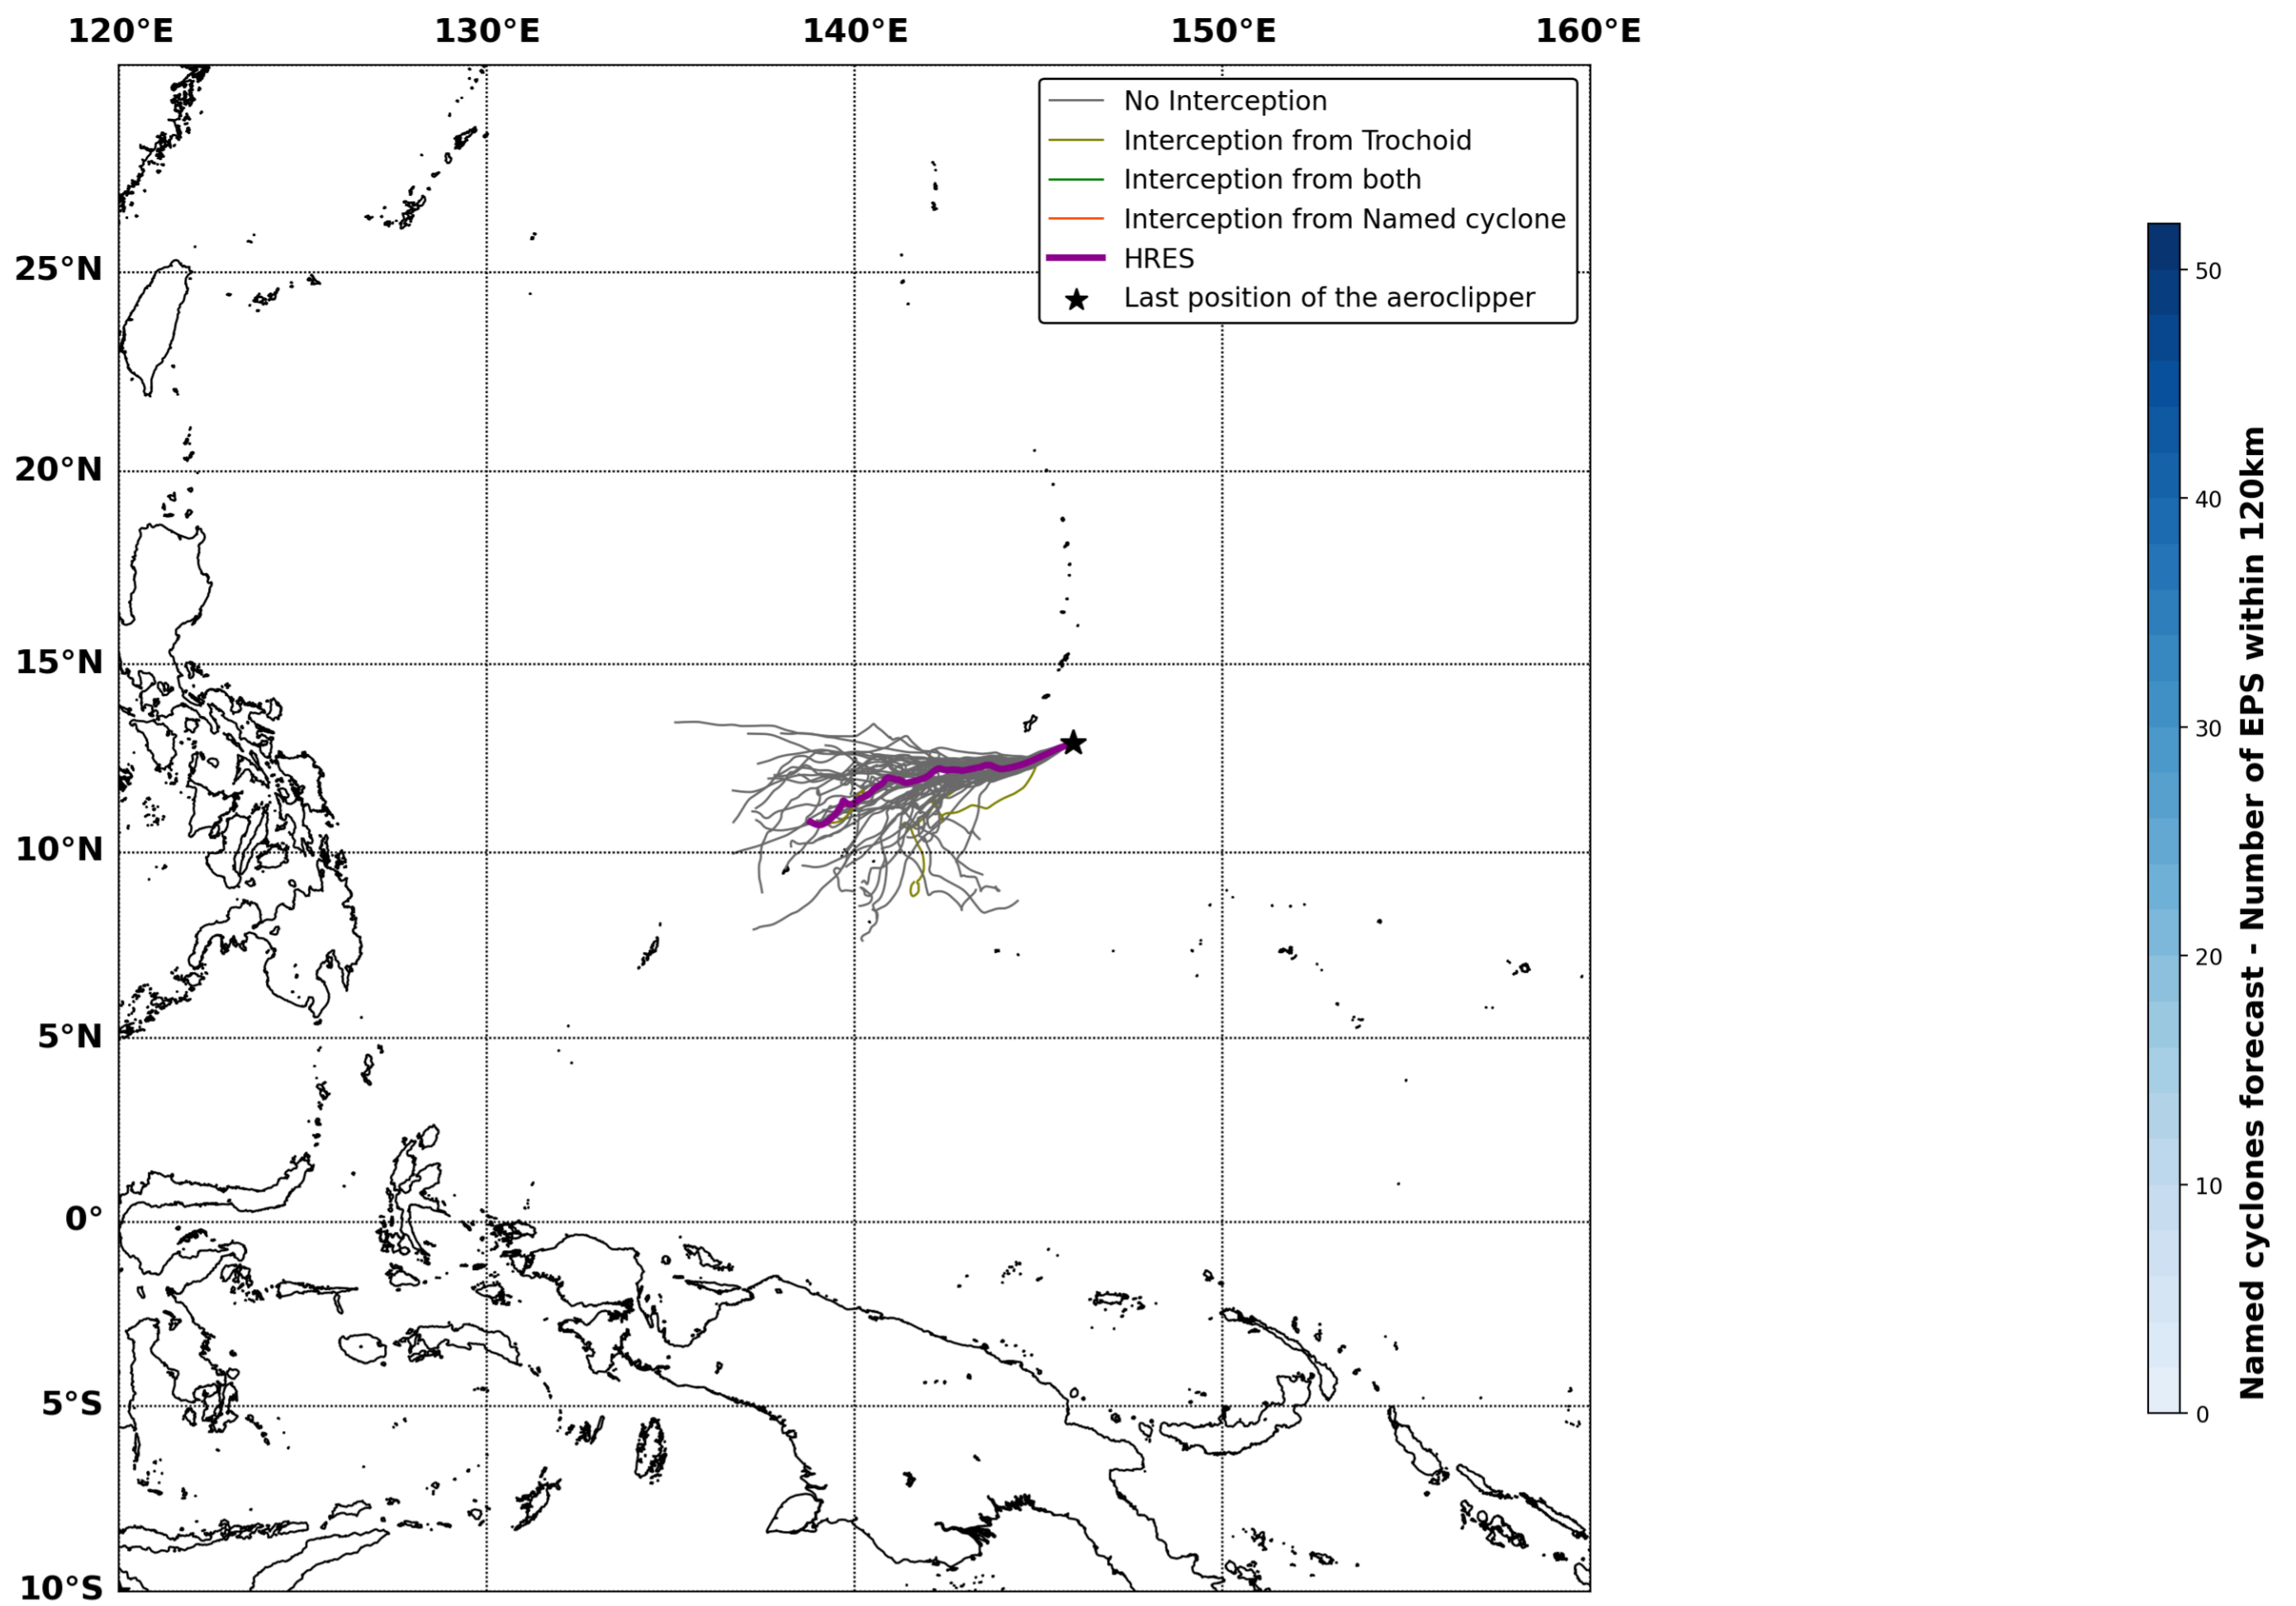 120°E 130°E 140°E 150°E 160°E
No Interception
Interception from Trochoid
Interception from both
Interception from Named cyclone
HRES
Last position of the aeroclipper
25°N
20°N
15°N
10°N
5°N
0°
5°S
10°S
50
40
30
20
10
0
Named cyclones forecast - Number of EPS within 120km